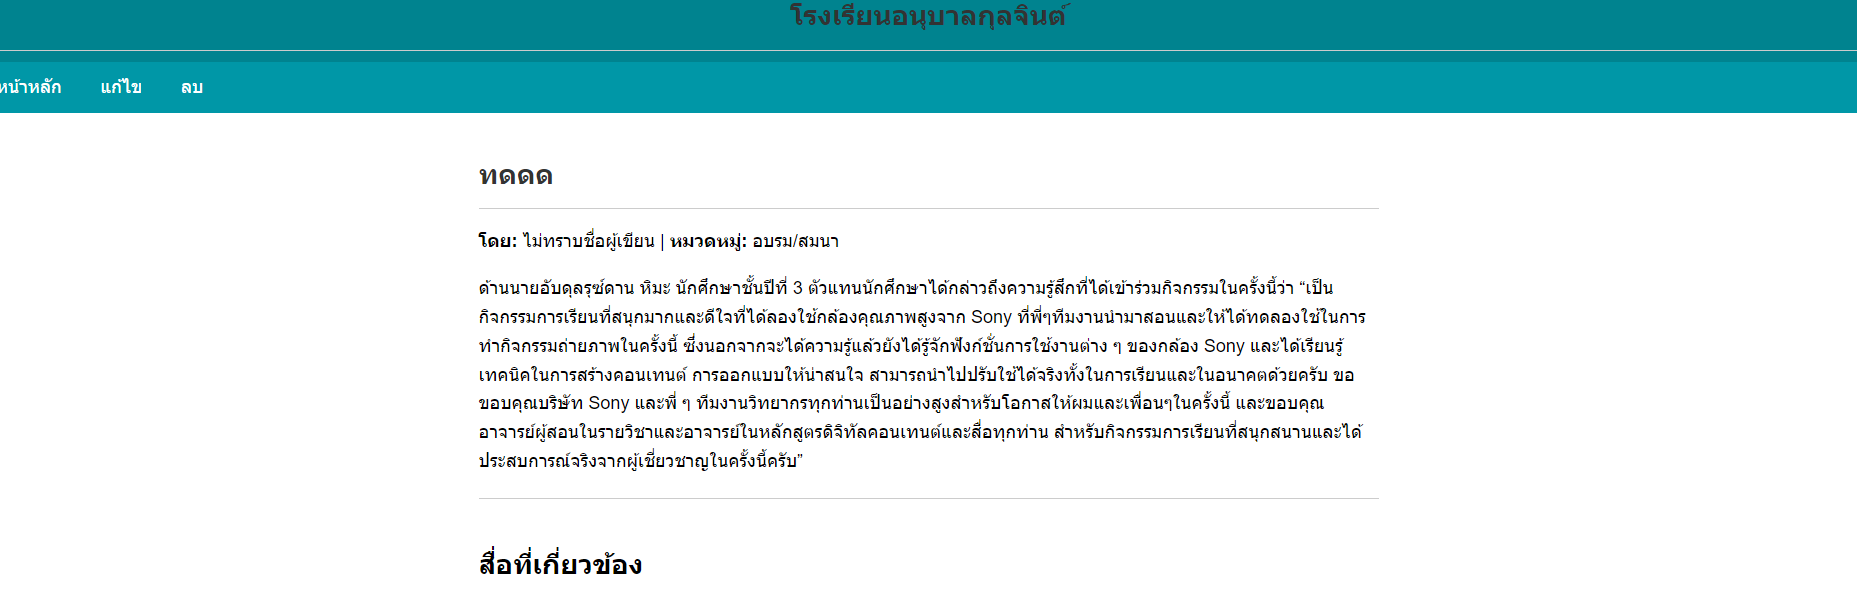 โรงเรียนอนุบาลกุลจินต์
หน้าหลัก แก้ไข ลบ
ทดดด
โดย: ไม่ทราบชื่อผู้เขียน | หมวดหมู่: อบรม/สมนา
ด้านนายอับดุลรุซ์ดาน หิมะ นักศึกษาชั้นปีที่ 3 ตัวแทนนักศึกษาได้กล่าวถึงความรู้สึกที่ได้เข้าร่วมกิจกรรมในครั้งนี้ว่า “เป็น
กิจกรรมการเรียนที่สนุกมากและดีใจที่ได้ลองใช้กล้องคุณภาพสูงจาก Sony ที่พี่ๆทีมงานนำมาสอนและให้ได้ทดลองใช้ในการ
ทำกิจกรรมถ่ายภาพในครั้งนี้ ซึ่งนอกจากจะได้ความรู้แล้วยังได้รู้จักฟังก์ชั่นการใช้งานต่าง ๆ ของกล้อง Sony และได้เรียนรู้
เทคนิคในการสร้างคอนเทนต์ การออกแบบให้น่าสนใจ สามารถนำไปปรับใช้ได้จริงทั้งในการเรียนและในอนาคตด้วยครับ ขอ
ขอบคุณบริษัท Sony และพี่ ๆ ทีมงานวิทยากรทุกท่านเป็นอย่างสูงสำหรับโอกาสให้ผมและเพื่อนๆในครั้งนี้ และขอบคุณ
อาจารย์ผู้สอนในรายวิชาและอาจารย์ในหลักสูตรดิจิทัลคอนเทนต์และสื่อทุกท่าน สำหรับกิจกรรมการเรียนที่สนุกสนานและได้
ประสบการณ์จริงจากผู้เชี่ยวชาญในครั้งนี้ครับ”
สื่อที่เกี่ยวข้อง